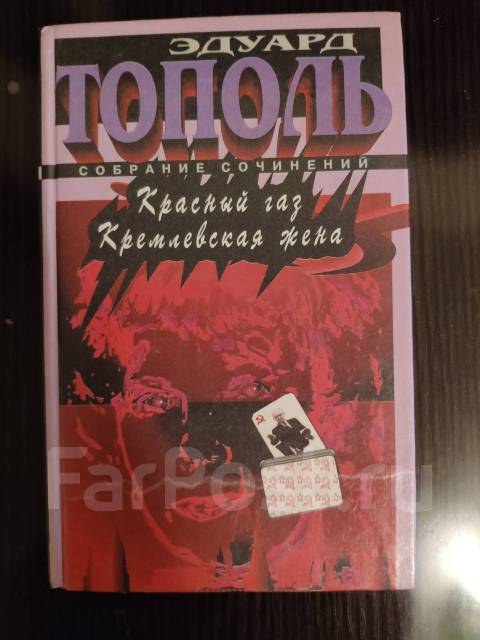 ЭДУАРД
ТОПОЛЬ
СОБРАНИЕ СОЧИНЕНИЙ
Красный газ
Кремлевская жена
FarPost.ru